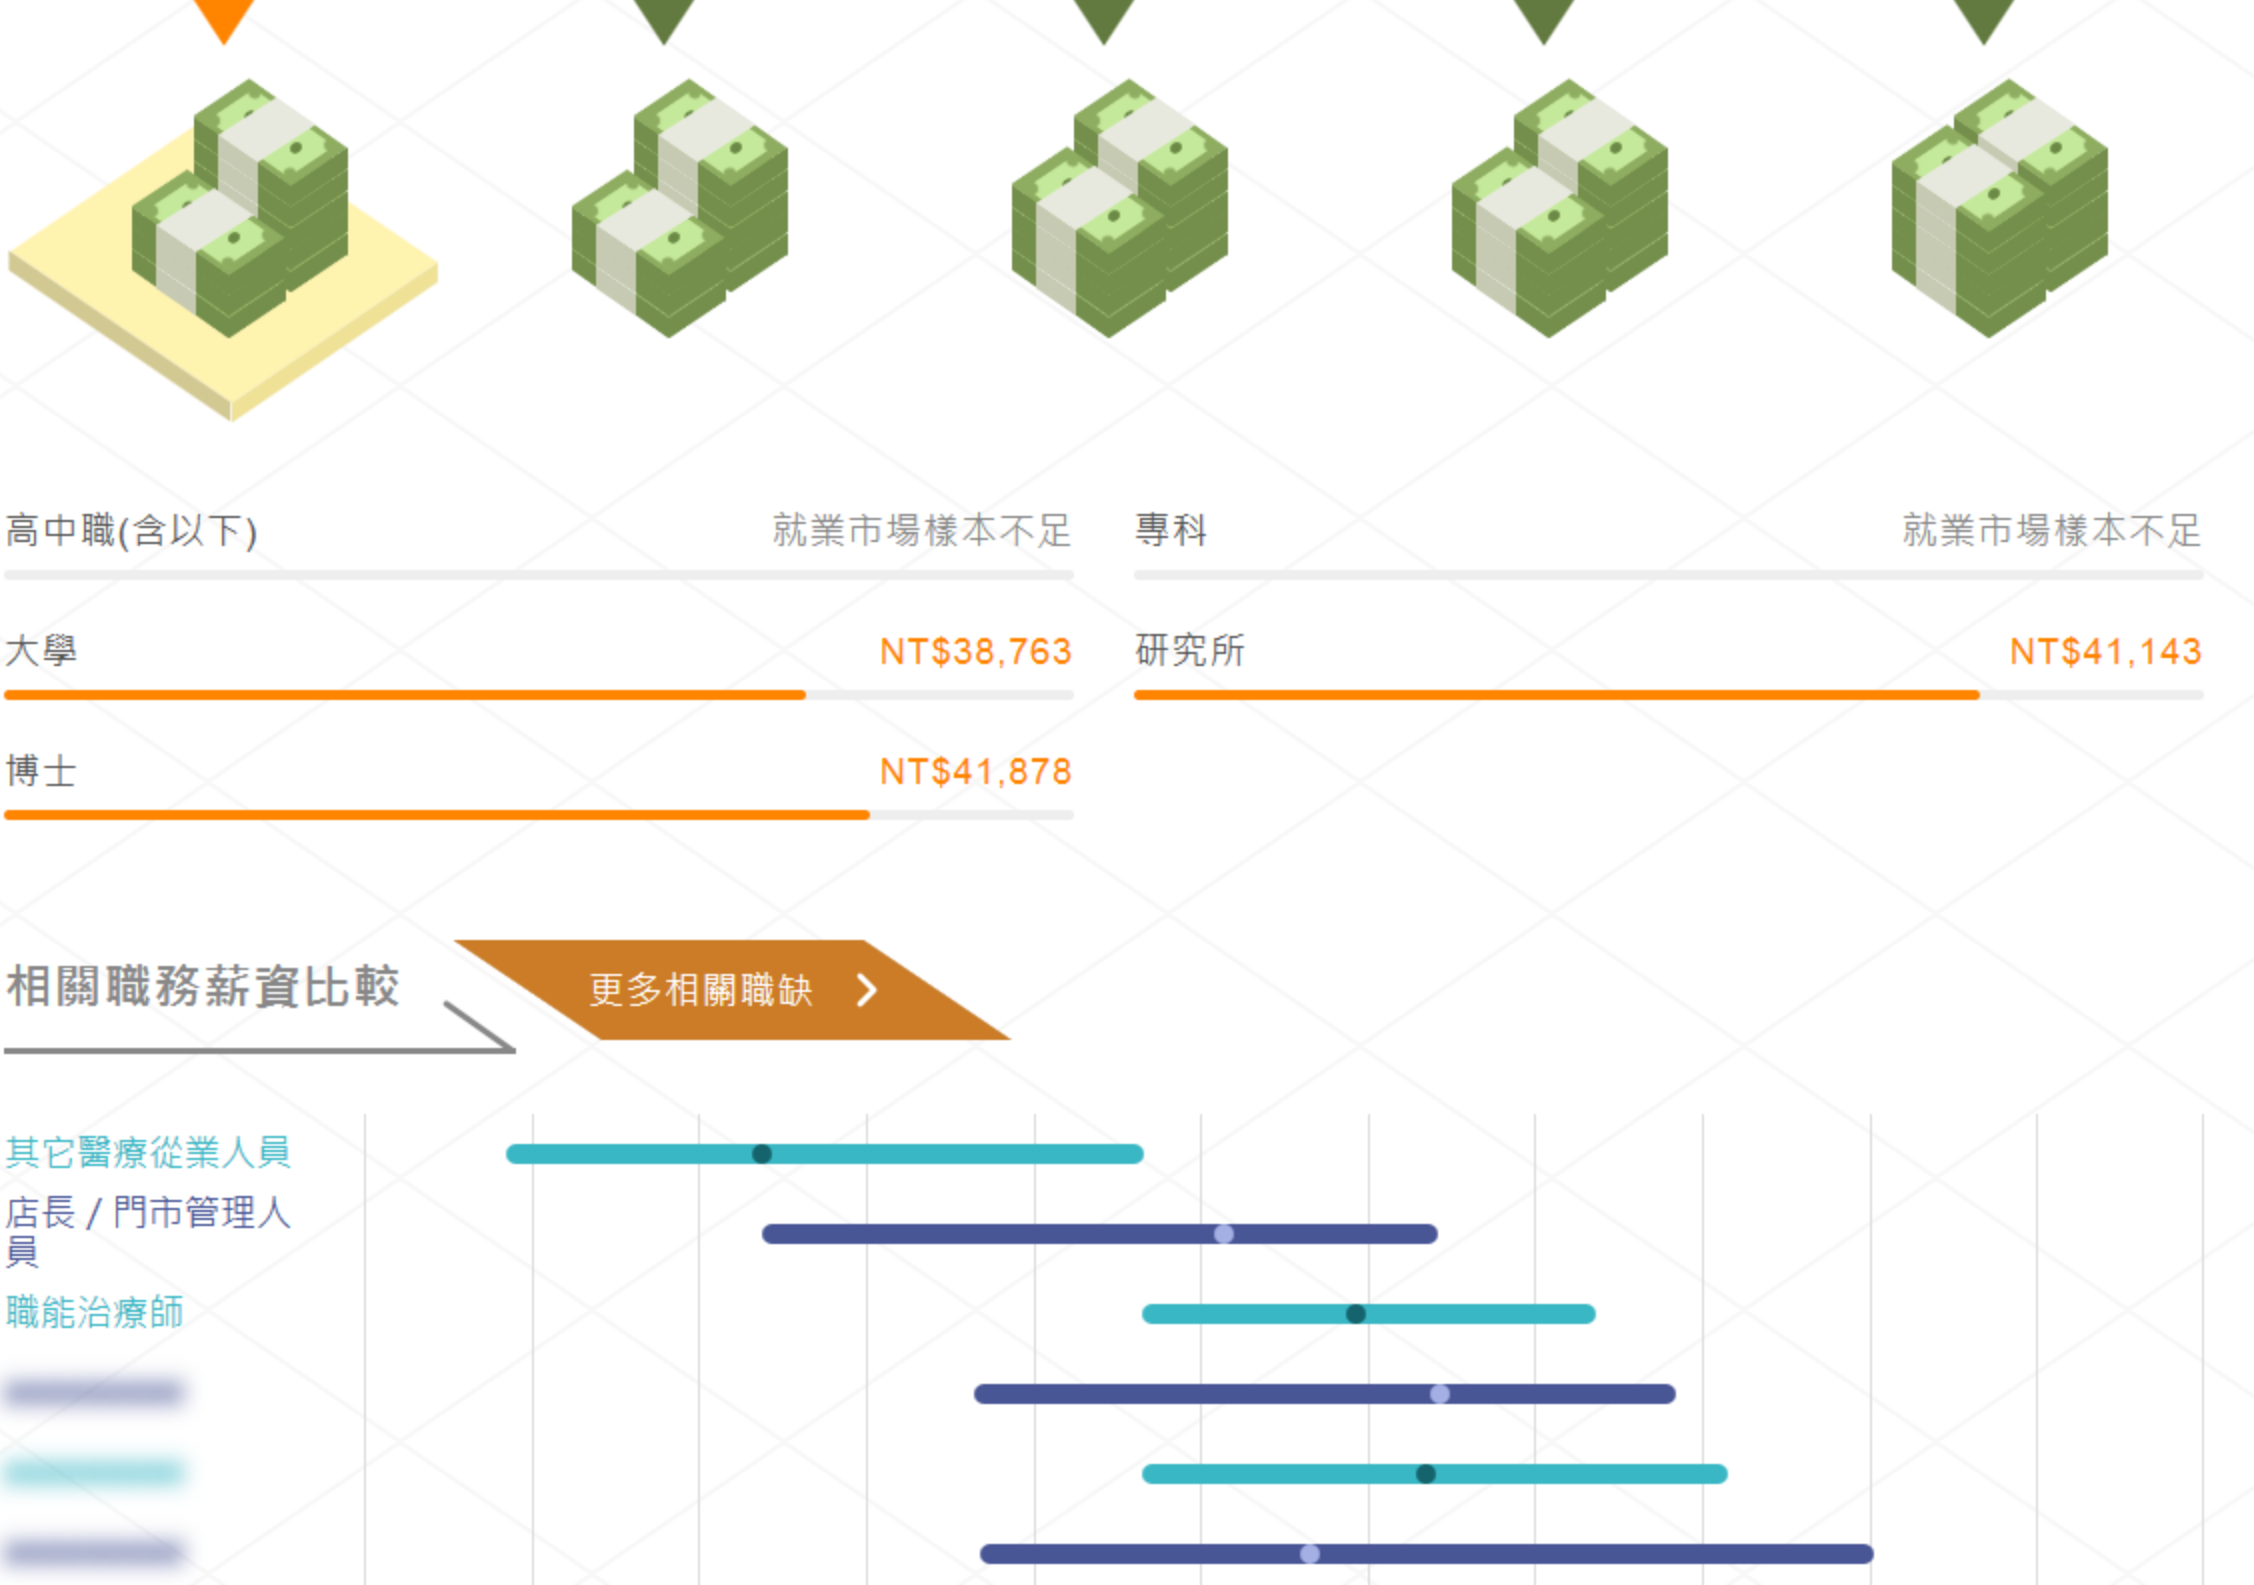 高中職(含以下)
就業市場樣本不足
專科
就業市場樣本不足
大學
NT$38,763
研究所
NT$41,143
博士
NT$41,878
相關職務薪資比較
更多相關職缺
其它醫療從業人員
店長 / 門市管理人
員
職能治療師